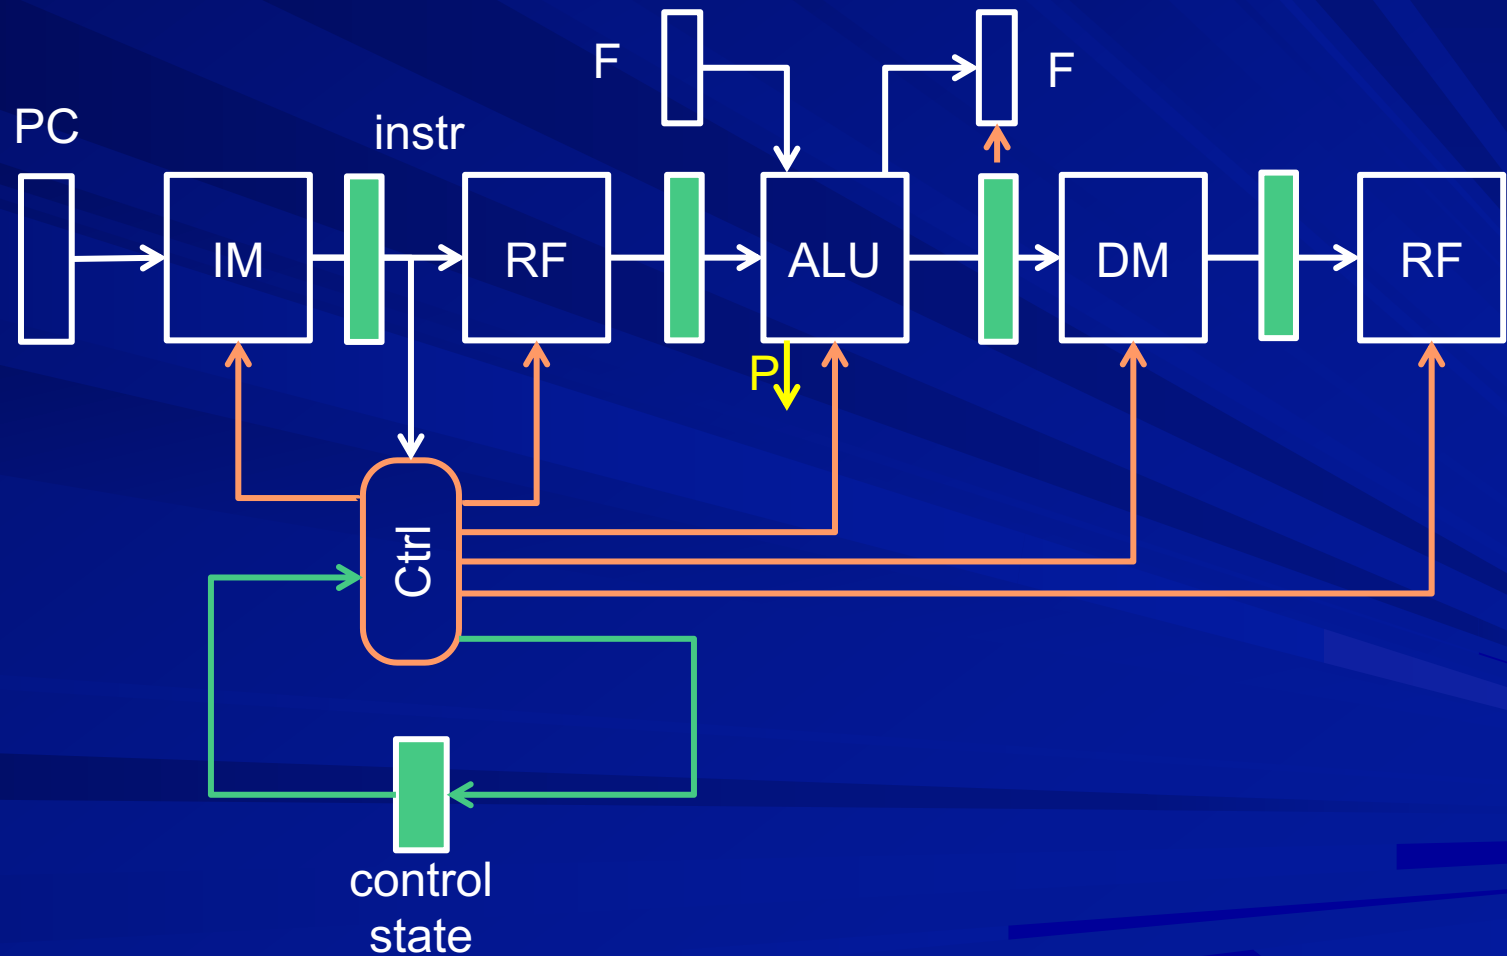 F
F
PC
instr
IM
RF
ALU
DM
RF
P
Ctrl
control
state